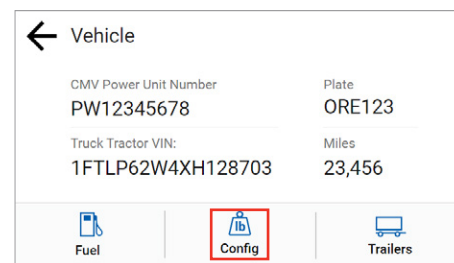 Vehicle
CMV Power Unit Number
Plate
PW12345678
ORE123
Truck Tractor VIN:
Miles
1FTLP62W4XH128703
23,456
lb
Fuel
Config
Trailers